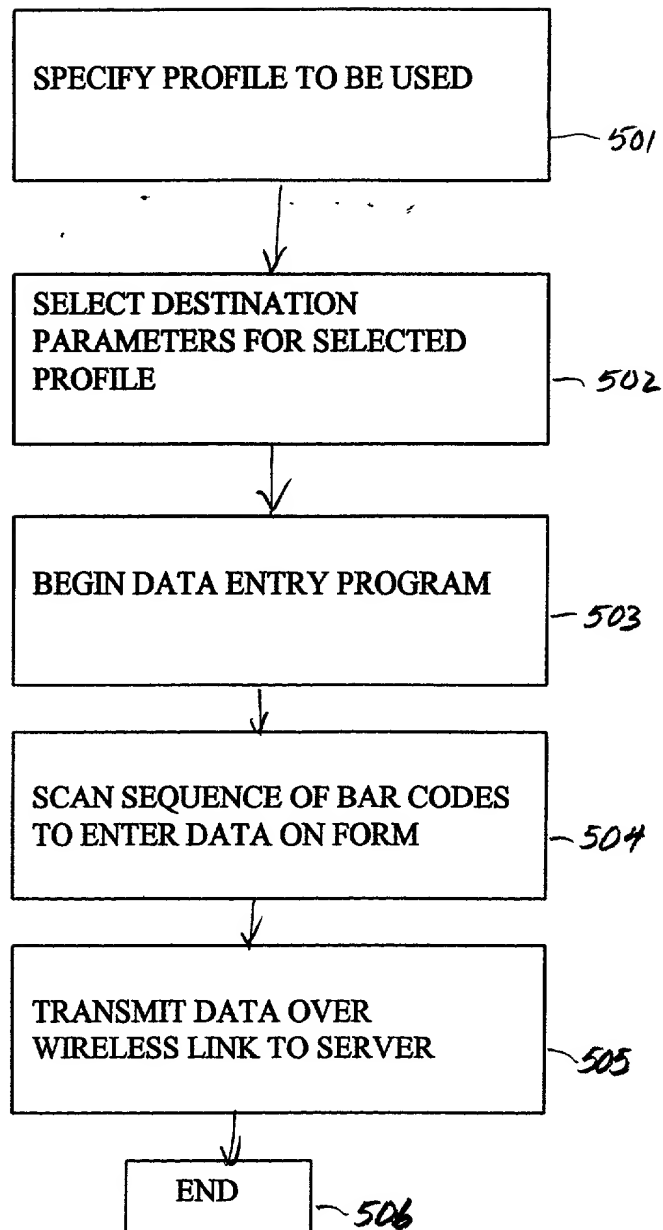 SPECIFY PROFILE TO BE USED
501
SELECT DESTINATION
PARAMETERS FOR SELECTED
PROFILE
502
BEGIN DATA ENTRY PROGRAM
503
SCAN SEQUENCE OF BAR CODES
TO ENTER DATA ON FORM
504
TRANSMIT DATA OVER
WIRELESS LINK TO SERVER
505
END
506